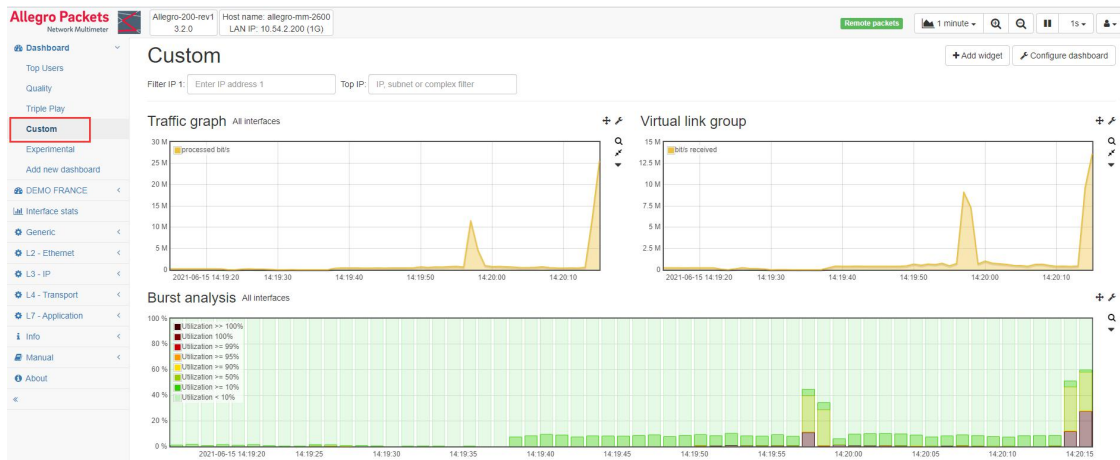 Allegro Packets
Network Multimeter
Allegro-200-rev1
3.2.0
Host name: allegro-mm-2600
LAN IP: 10.54.2.200 (1G)
Remote packets
1 minute
1s
Dashboard
Top Users
Quality
Triple Play
Custom
Experimental
Add new dashboard
DEMO FRANCE
Interface stats
Generic
L2 - Ethernet
L3 - IP
L4 - Transport
L7 - Application
Info
Manual
About
«
Custom
+ Add widget
Configure dashboard
Filter IP 1: Enter IP address 1
Top IP: IP, subnet or complex filter
Traffic graph All interfaces
30 M
25 M
20 M
15 M
10 M
5 M
0
processed bit/s
2021-06-15 14:19:20 14:19:30 14:19:40 14:19:50 14:20:00 14:20:10
Virtual link group
15 M
12.5 M
10 M
7.5 M
5 M
2.5 M
0
bit/s received
2021-06-15 14:19:20 14:19:30 14:19:40 14:19:50 14:20:00 14:20:10
Burst analysis All interfaces
100 %
80 %
60 %
40 %
20 %
0 %
Utilization >> 100%
Utilization 100%
Utilization >= 99%
Utilization >= 95%
Utilization >= 90%
Utilization >= 50%
Utilization >= 10%
Utilization < 10%
2021-06-15 14:19:20 14:19:25 14:19:30 14:19:35 14:19:40 14:19:45 14:19:50 14:19:55 14:20:00 14:20:05 14:20:10 14:20:15